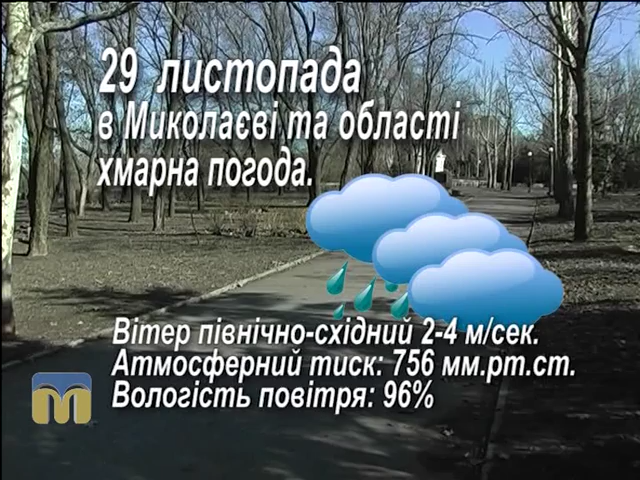 29 листопада
в Миколаєві та області
хмарна погода.
Вітер північно-східний 2-4 м/сек.
Атмосферний тиск: 756 мм.рт.ст.
Вологість повітря: 96%
М